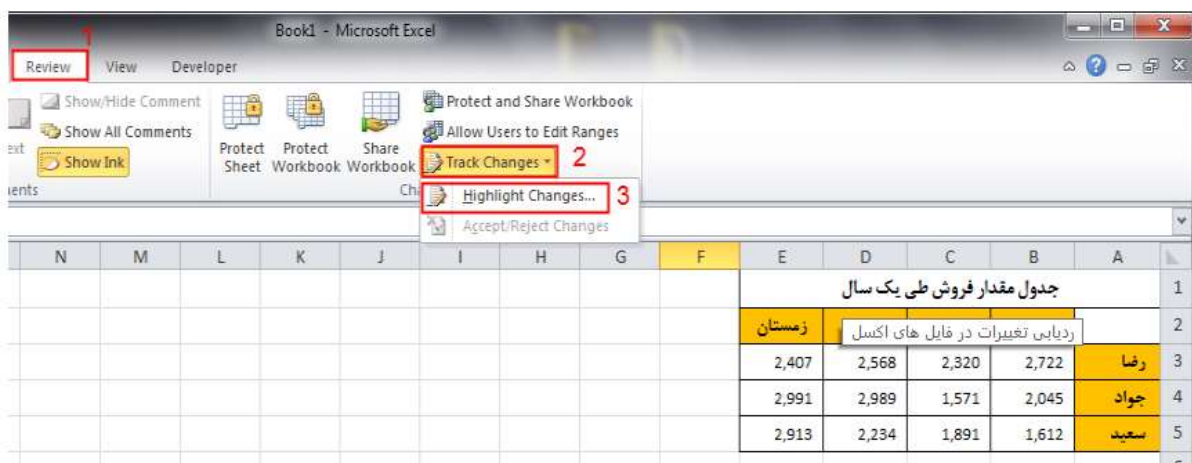 Book1 - Microsoft Excel
1
Review View Developer
Show/Hide Comment
Show All Comments
Show Ink
Protect Sheet
Protect Workbook
Share Workbook
Protect and Share Workbook
Allow Users to Edit Ranges
Track Changes 2
Highlight Changes... 3
Accept/Reject Changes
N M L K J I H G F E D C B A
جدول مقدار فروش طی یک سال 1
زمستان 2
ردیابی تغییرات در فایل های اکسل
رضا 2,722 2,320 2,568 2,407 3
جواد 2,045 1,571 2,989 2,991 4
سعید 1,612 1,891 2,234 2,913 5